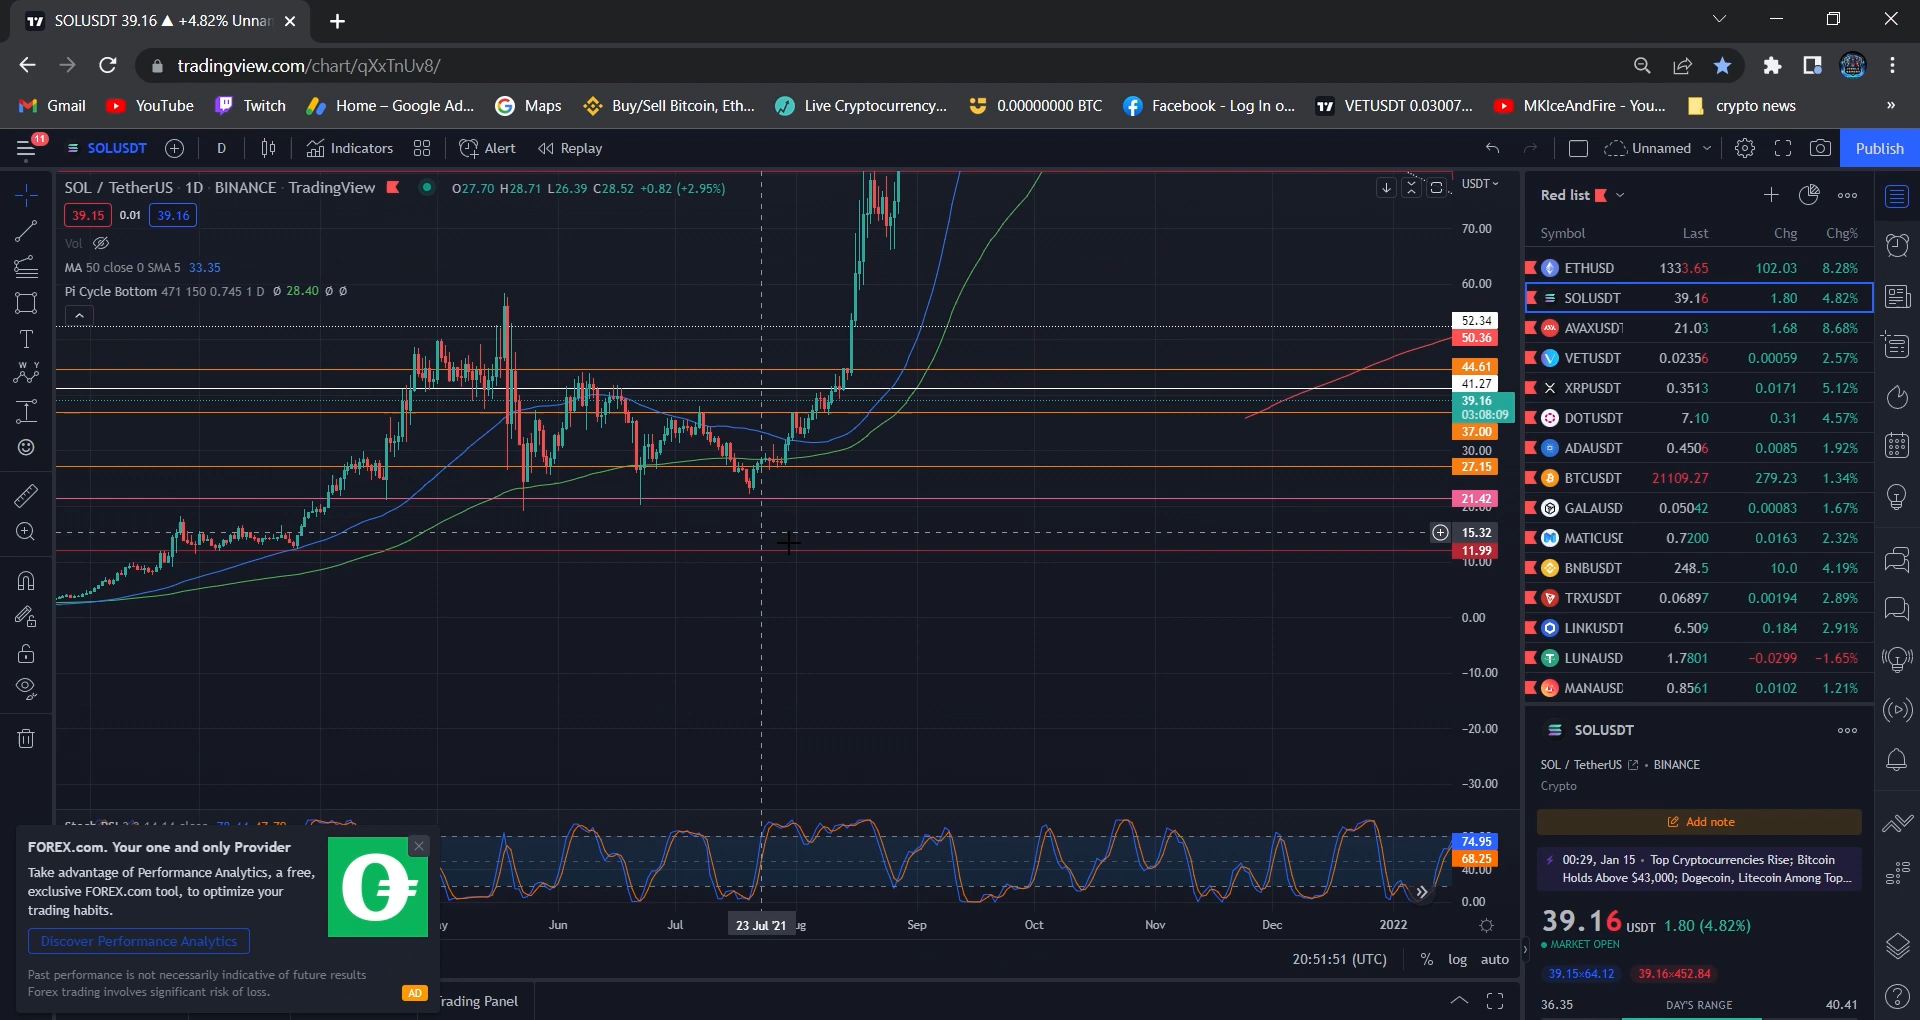 SOLUSDT 39.16 ▲ +4.82% Unnan
tradingview.com/chart/qXxTnUv8/
Gmail YouTube Twitch Home – Google Ad... Maps Buy/Sell Bitcoin, Eth... Live Cryptocurrency... 0.00000000 BTC Facebook - Log In o... VETUSDT 0.03007... MKIceAndFire - You... crypto news »
11 SOLUSDT D Indicators Alert Replay Unnamed Publish
SOL / TetherUS · 1D · BINANCE · TradingView O27.70 H28.71 L26.39 C28.52 +0.82 (+2.95%)
39.15 0.01 39.16
Vol
MA 50 close 0 SMA 5 33.35
Pi Cycle Bottom 471 150 0.745 1 D Ø 28.40 Ø Ø
USDT
70.00
60.00
52.34
50.36
44.61
41.27
39.16
03:08:09
37.00
30.00
27.15
21.42
20.00
15.32
11.99
10.00
0.00
−10.00
−20.00
−30.00
74.95
68.25
40.00
0.00
Jun Jul 23 Jul '21 Sep Oct Nov Dec 2022
20:51:51 (UTC) % log auto
rading Panel
FOREX.com. Your one and only Provider
Take advantage of Performance Analytics, a free,
exclusive FOREX.com tool, to optimize your
trading habits.
Discover Performance Analytics
Past performance is not necessarily indicative of future results
Forex trading involves significant risk of loss.
AD
Red list
Symbol Last Chg Chg%
ETHUSD 1333.65 102.03 8.28%
SOLUSDT 39.16 1.80 4.82%
AVAXUSDT 21.03 1.68 8.68%
VETUSDT 0.02356 0.00059 2.57%
XRPUSDT 0.3513 0.0171 5.12%
DOTUSDT 7.10 0.31 4.57%
ADAUSDT 0.4506 0.0085 1.92%
BTCUSDT 21109.27 279.23 1.34%
GALAUSD 0.05042 0.00083 1.67%
MATICUSD 0.7200 0.0163 2.32%
BNBUSDT 248.5 10.0 4.19%
TRXUSDT 0.06897 0.00194 2.89%
LINKUSDT 6.509 0.184 2.91%
LUNAUSD 1.7801 −0.0299 −1.65%
MANAUSD 0.8561 0.0102 1.21%
SOLUSDT
SOL / TetherUS • BINANCE
Crypto
Add note
00:29, Jan 15 • Top Cryptocurrencies Rise; Bitcoin
Holds Above $43,000; Dogecoin, Litecoin Among Top...
39.16 USDT 1.80 (4.82%)
MARKET OPEN
39.15×64.12 39.16×452.84
36.35 DAY'S RANGE 40.41